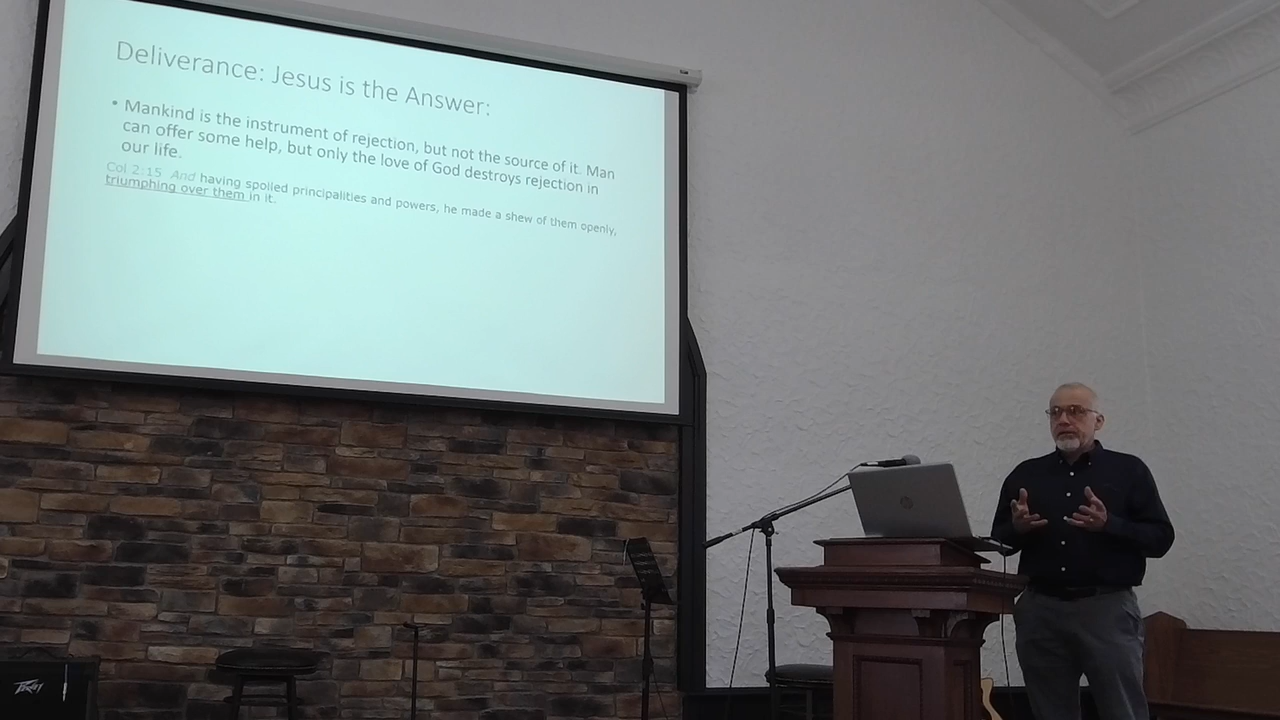 Deliverance: Jesus is the Answer:
• Mankind is the instrument of rejection, but not the source of it. Man
can offer some help, but only the love of God destroys rejection in
our life.
Col 2:15 And having spoiled principalities and powers, he made a shew of them openly,
triumphing over them in it.
hp
Peavey